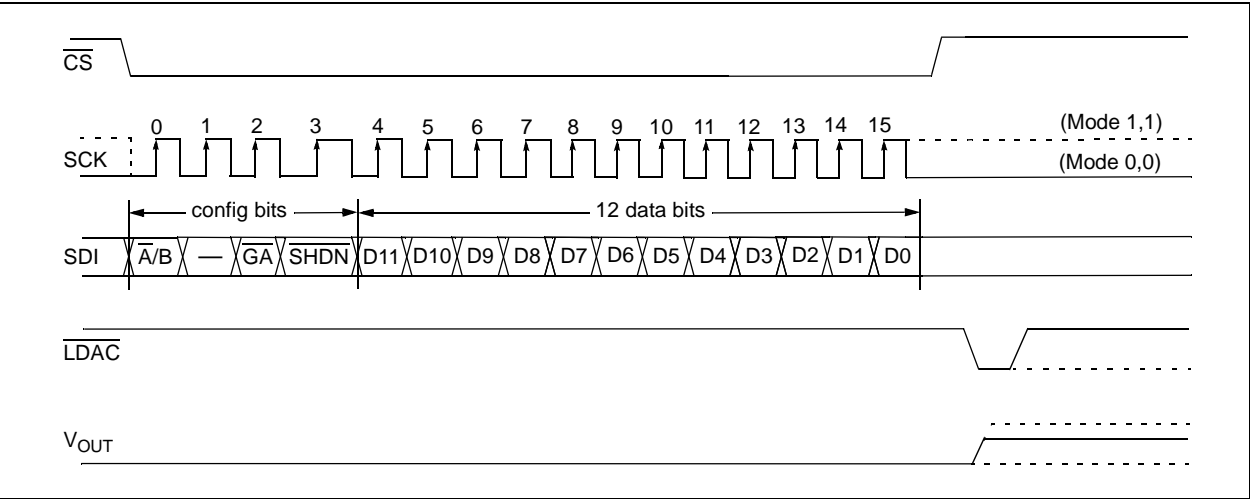 CS
0 1 2 3 4 5 6 7 8 9 10 11 12 13 14 15
(Mode 1,1)
SCK
(Mode 0,0)
config bits 12 data bits
SDI A/B — GA SHDN D11 D10 D9 D8 D7 D6 D5 D4 D3 D2 D1 D0
LDAC
VOUT